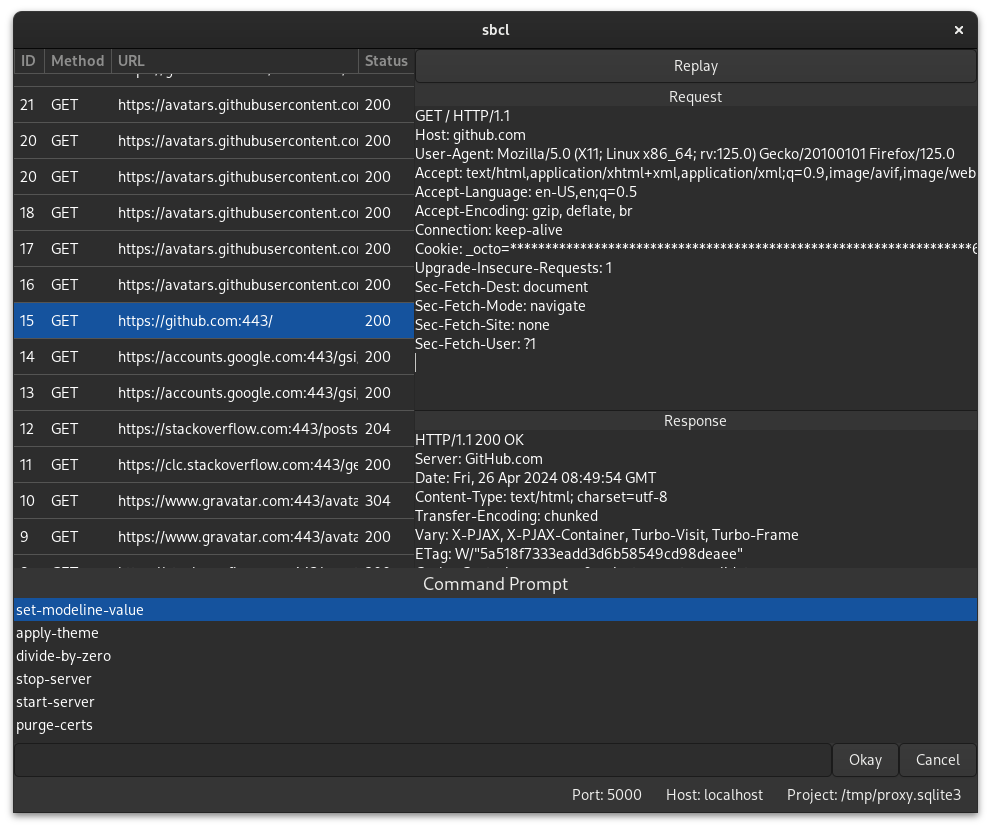 sbcl
ID Method URL Status
21 GET https://avatars.githubusercontent.co 200
20 GET https://avatars.githubusercontent.co 200
20 GET https://avatars.githubusercontent.co 200
18 GET https://avatars.githubusercontent.co 200
17 GET https://avatars.githubusercontent.co 200
16 GET https://avatars.githubusercontent.co 200
15 GET https://github.com:443/ 200
14 GET https://accounts.google.com:443/gsi 200
13 GET https://accounts.google.com:443/gsi 200
12 GET https://stackoverflow.com:443/posts 204
11 GET https://clc.stackoverflow.com:443/ge 200
10 GET https://www.gravatar.com:443/avata 304
9 GET https://www.gravatar.com:443/avata 200
Replay
Request
GET / HTTP/1.1
Host: github.com
User-Agent: Mozilla/5.0 (X11; Linux x86_64; rv:125.0) Gecko/20100101 Firefox/125.0
Accept: text/html,application/xhtml+xml,application/xml;q=0.9,image/avif,image/web
Accept-Language: en-US,en;q=0.5
Accept-Encoding: gzip, deflate, br
Connection: keep-alive
Cookie: _octo=******************************************************************6
Upgrade-Insecure-Requests: 1
Sec-Fetch-Dest: document
Sec-Fetch-Mode: navigate
Sec-Fetch-Site: none
Sec-Fetch-User: ?1
Response
HTTP/1.1 200 OK
Server: GitHub.com
Date: Fri, 26 Apr 2024 08:49:54 GMT
Content-Type: text/html; charset=utf-8
Transfer-Encoding: chunked
Vary: X-PJAX, X-PJAX-Container, Turbo-Visit, Turbo-Frame
ETag: W/"5a518f7333eadd3d6b58549cd98deaee"
Command Prompt
set-modeline-value
apply-theme
divide-by-zero
stop-server
start-server
purge-certs
Okay Cancel
Port: 5000 Host: localhost Project: /tmp/proxy.sqlite3